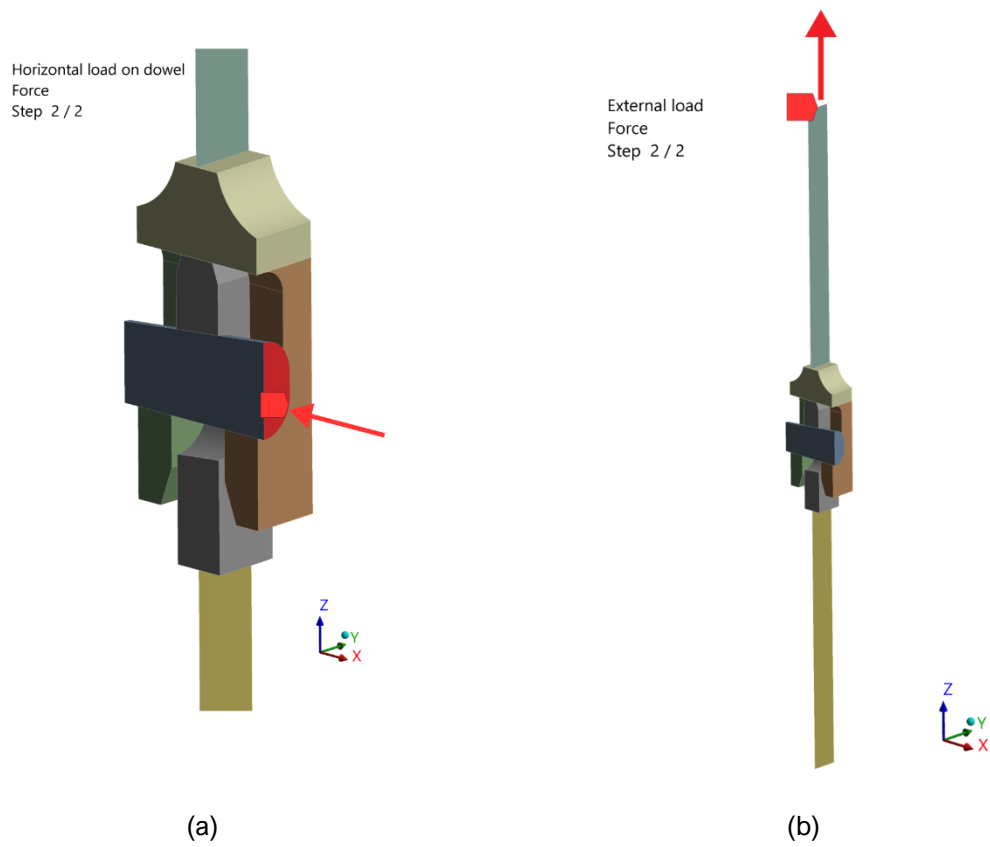 Horizontal load on dowel
Force
Step 2 / 2
Z
Y
X
(a)
External load
Force
Step 2 / 2
Z
Y
X
(b)